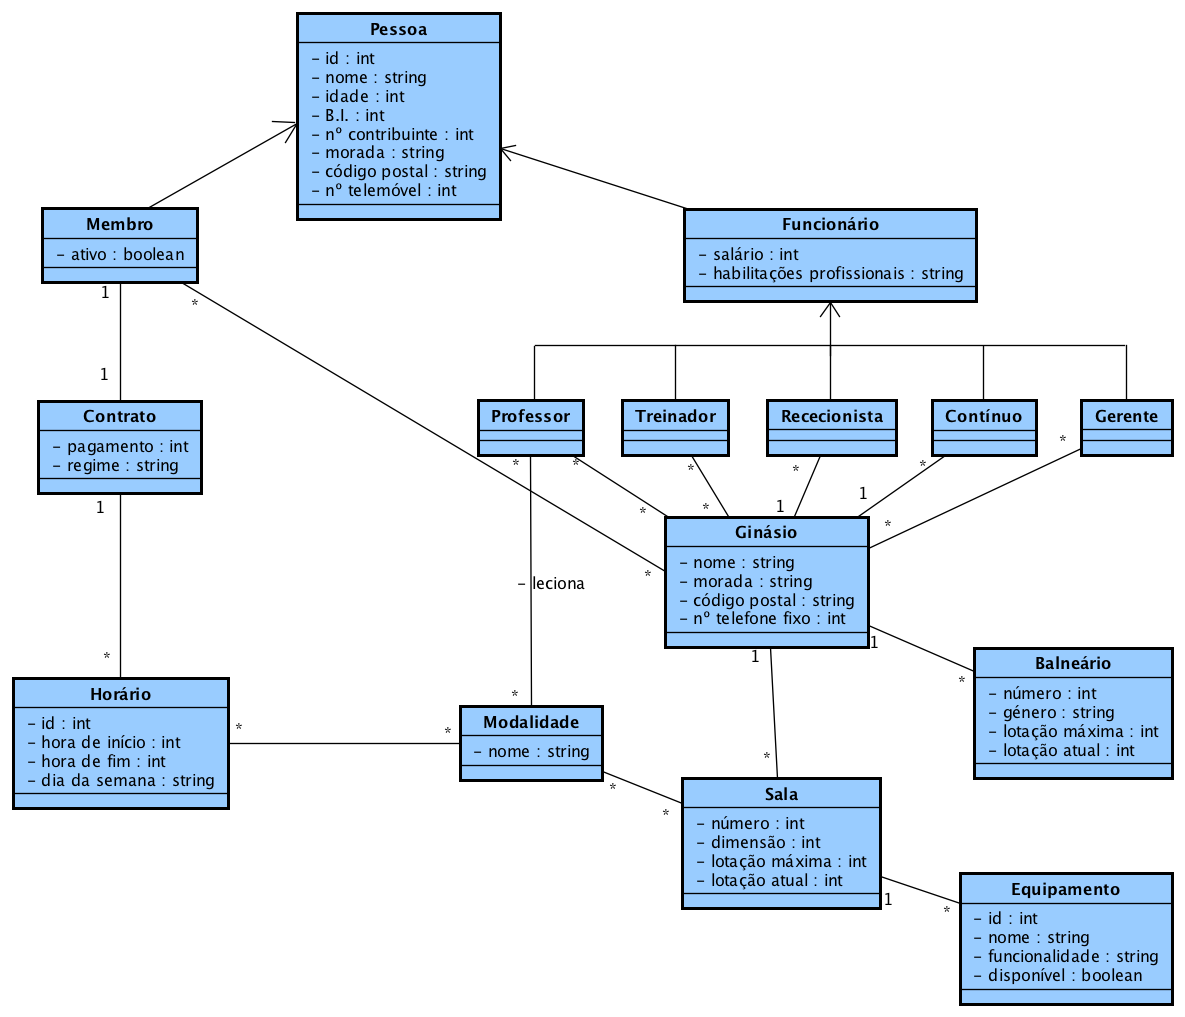 Pessoa
- id : int
- nome : string
- idade : int
- B.I. : int
- nº contribuinte : int
- morada : string
- código postal : string
- nº telemóvel : int
Membro
- ativo : boolean
Funcionário
- salário : int
- habilitações profissionais : string
1
*
1
Contrato
- pagamento : int
- regime : string
1
Professor
Treinador
Rececionista
Contínuo
Gerente
*
*
*
*
*
*
*
*
1
1
*
Ginásio
- nome : string
- morada : string
- código postal : string
- nº telefone fixo : int
*
- leciona
1
1
*
Balneário
- número : int
- género : string
- lotação máxima : int
- lotação atual : int
*
Horário
- id : int
- hora de início : int
- hora de fim : int
- dia da semana : string
*
*
*
Modalidade
- nome : string
*
*
*
Sala
- número : int
- dimensão : int
- lotação máxima : int
- lotação atual : int
1
*
Equipamento
- id : int
- nome : string
- funcionalidade : string
- disponível : boolean